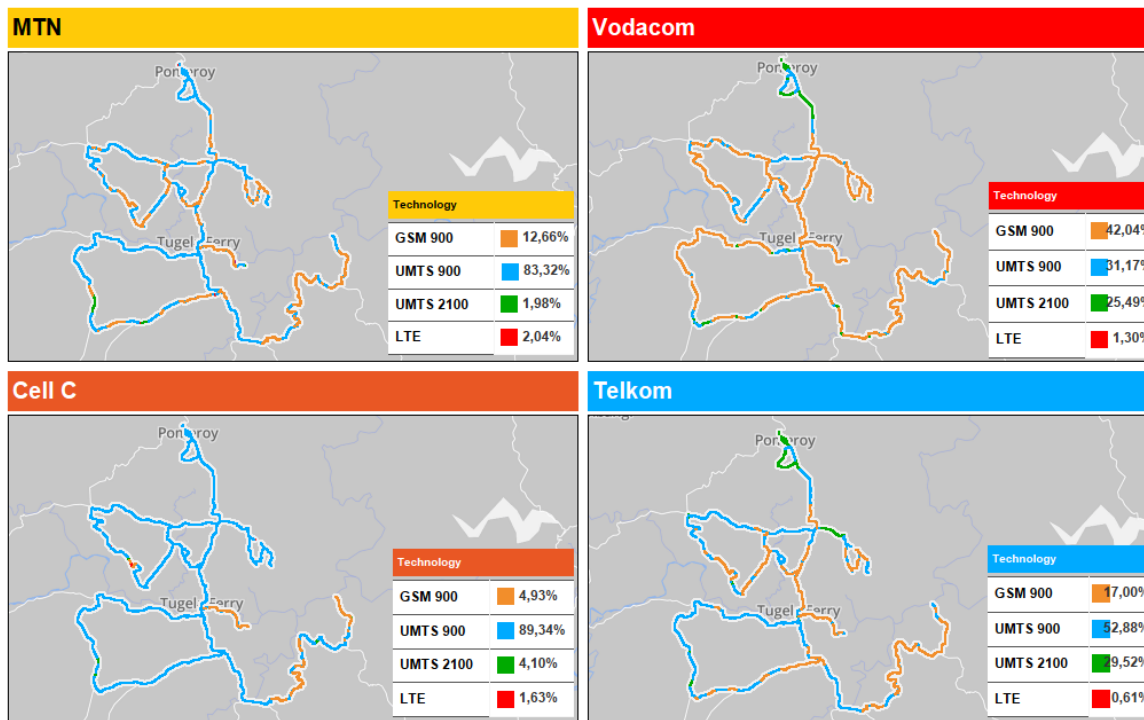 MTN
Pomeroy
Tugela Ferry
Technology
GSM 900 12,66%
UMTS 900 83,32%
UMTS 2100 1,98%
LTE 2,04%
Vodacom
Pomeroy
Tugela Ferry
Technology
GSM 900 42,04%
UMTS 900 31,17%
UMTS 2100 25,49%
LTE 1,30%
Cell C
Pomeroy
Tugela Ferry
Technology
GSM 900 4,93%
UMTS 900 89,34%
UMTS 2100 4,10%
LTE 1,63%
Telkom
Pomeroy
Tugela Ferry
Technology
GSM 900 17,00%
UMTS 900 52,88%
UMTS 2100 29,52%
LTE 0,61%